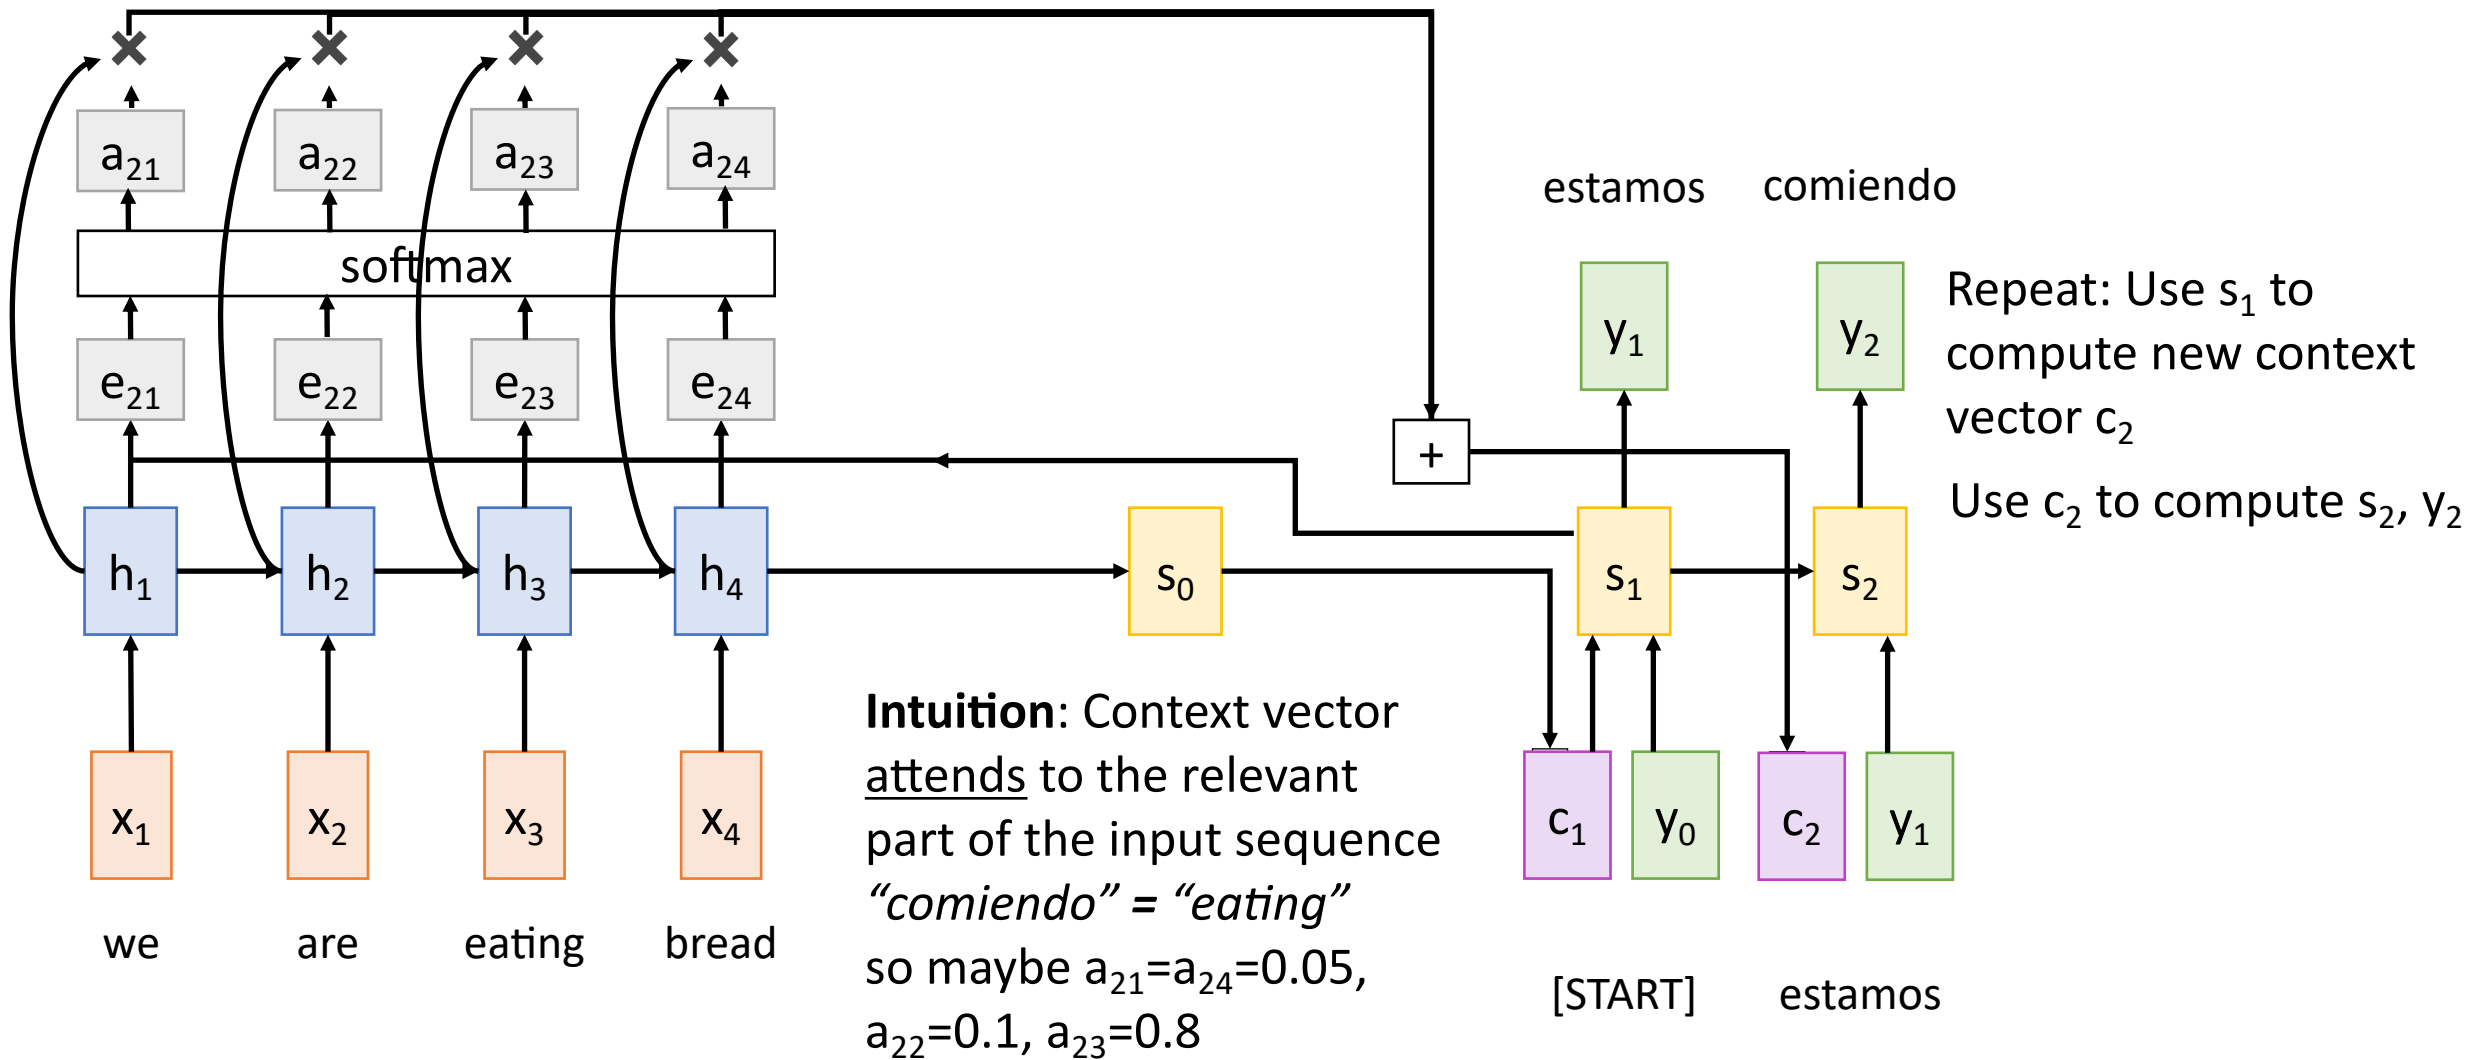 a₂₁ a₂₂ a₂₃ a₂₄
softmax
e₂₁ e₂₂ e₂₃ e₂₄
h₁ h₂ h₃ h₄ s₀ s₁ s₂
x₁ x₂ x₃ x₄
we are eating bread
+
estamos comiendo
y₁ y₂
Repeat: Use s₁ to
compute new context
vector c₂
Use c₂ to compute s₂, y₂
Intuition: Context vector
attends to the relevant
part of the input sequence
“comiendo” = “eating”
so maybe a₂₁=a₂₄=0.05,
a₂₂=0.1, a₂₃=0.8
c₁ y₀ c₂ y₁
[START] estamos